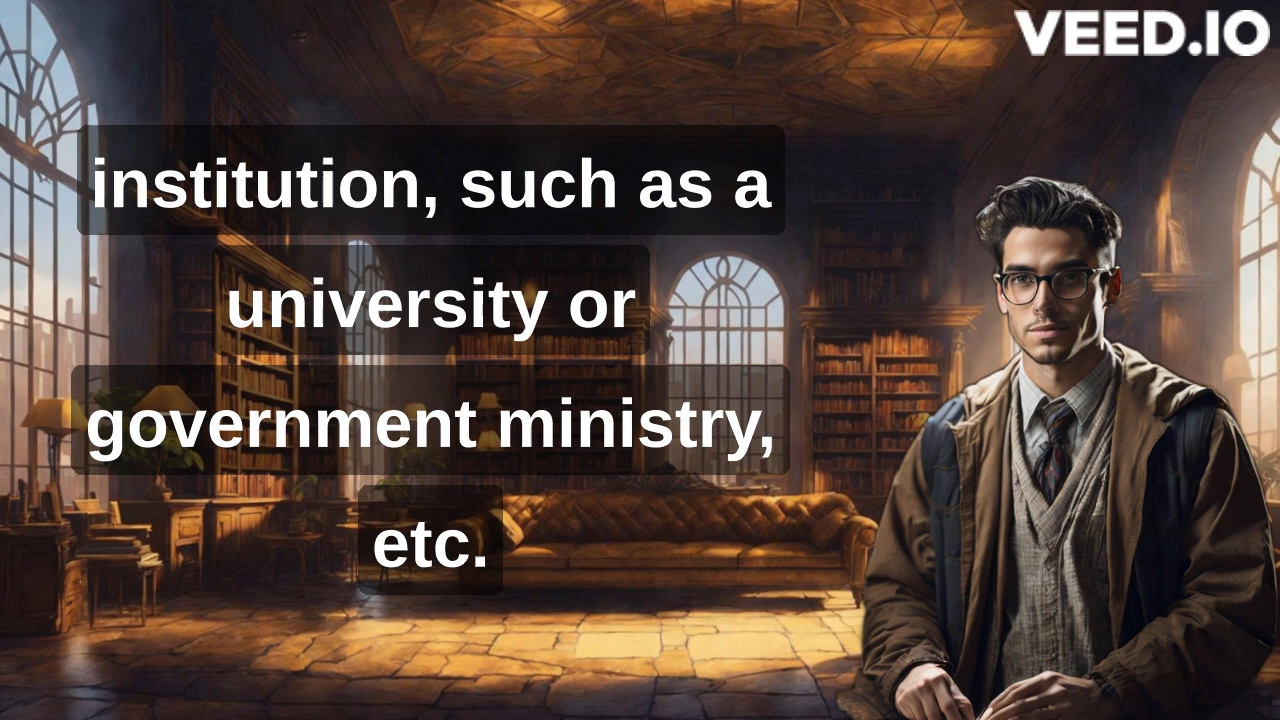 VEED.IO
institution, such as a
university or
government ministry,
etc.